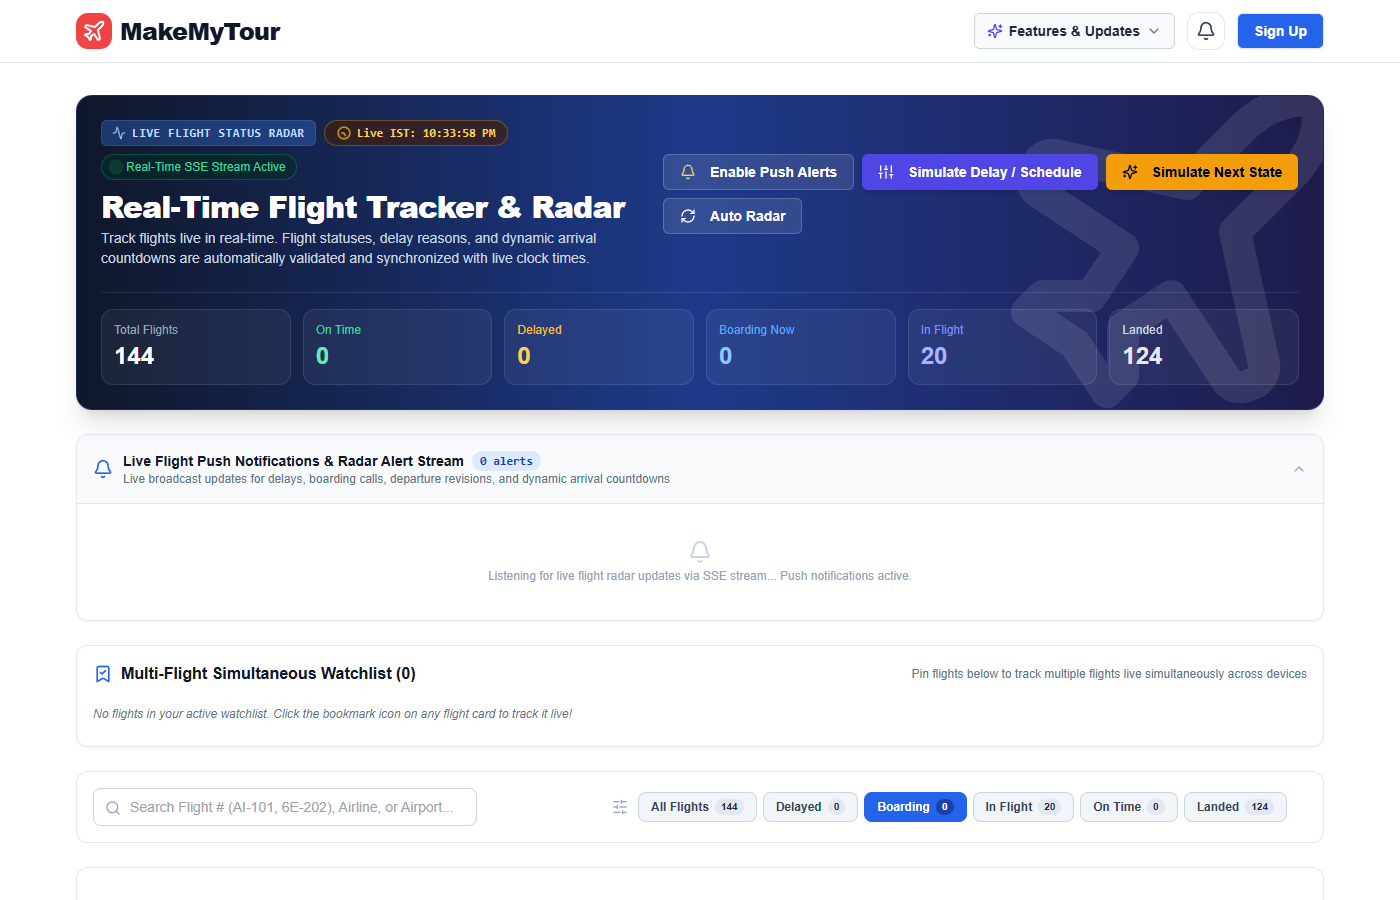 MakeMyTour
Features & Updates
Sign Up
LIVE FLIGHT STATUS RADAR
Live IST: 10:33:58 PM
Real-Time SSE Stream Active
Real-Time Flight Tracker & Radar
Track flights live in real-time. Flight statuses, delay reasons, and dynamic arrival
countdowns are automatically validated and synchronized with live clock times.
Enable Push Alerts
Simulate Delay / Schedule
Simulate Next State
Auto Radar
Total Flights
144
On Time
0
Delayed
0
Boarding Now
0
In Flight
20
Landed
124
Live Flight Push Notifications & Radar Alert Stream
0 alerts
Live broadcast updates for delays, boarding calls, departure revisions, and dynamic arrival countdowns
Listening for live flight radar updates via SSE stream... Push notifications active.
Multi-Flight Simultaneous Watchlist (0)
Pin flights below to track multiple flights live simultaneously across devices
No flights in your active watchlist. Click the bookmark icon on any flight card to track it live!
Search Flight # (AI-101, 6E-202), Airline, or Airport...
All Flights 144
Delayed 0
Boarding 0
In Flight 20
On Time 0
Landed 124